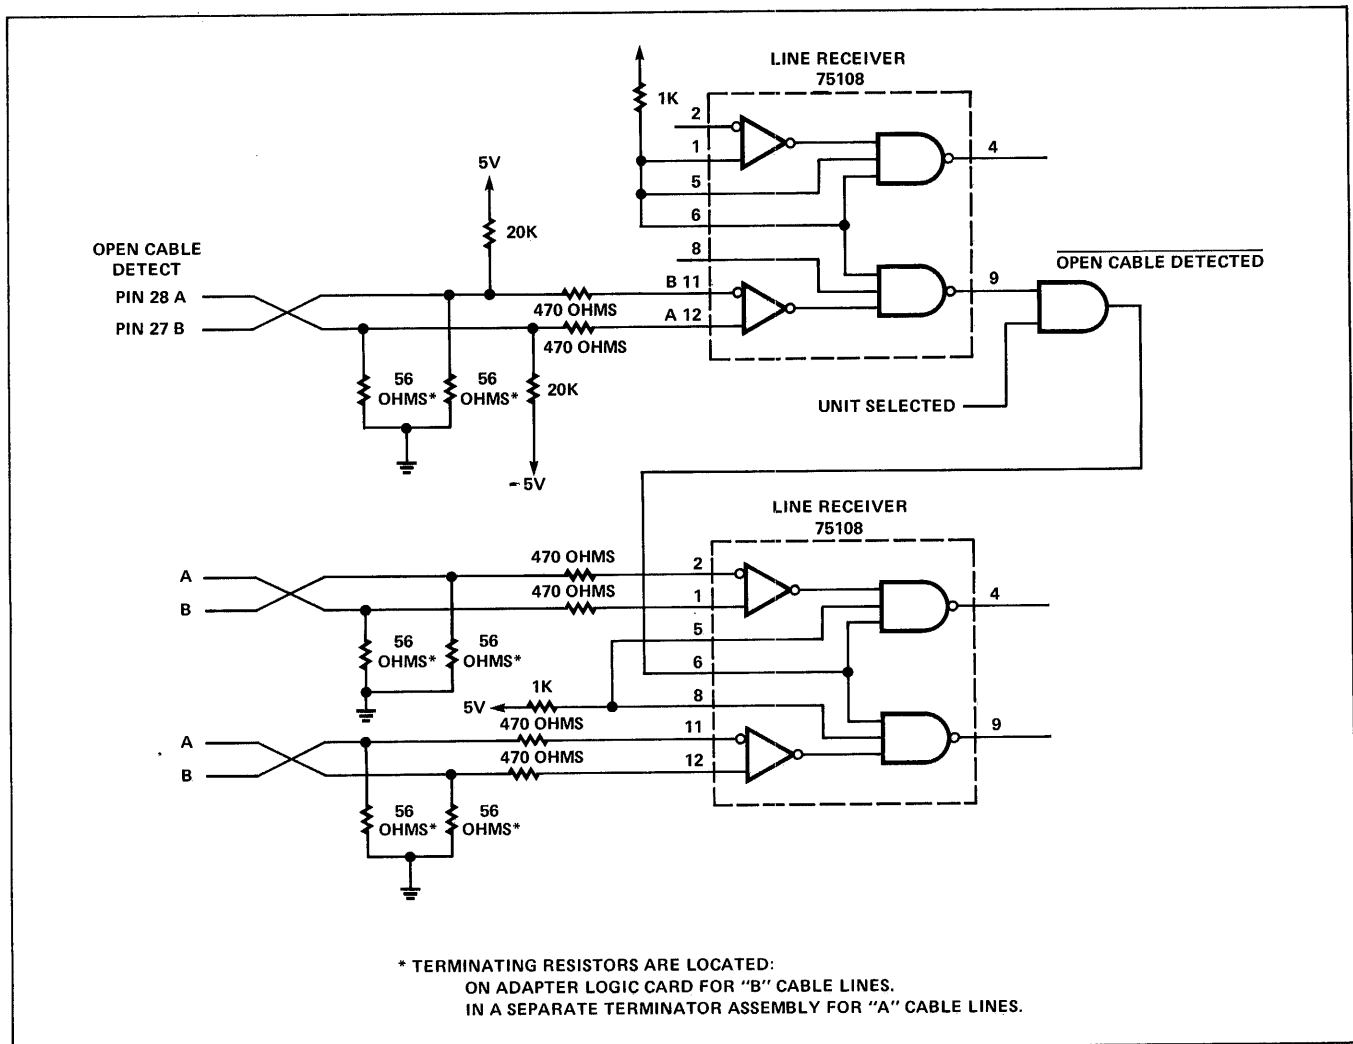 LINE RECEIVER
75108
1K
2
1
5
6
8
B 11
A 12
4
9
5V
20K
OPEN CABLE
DETECT
PIN 28 A
PIN 27 B
470 OHMS
470 OHMS
56
OHMS*
56
OHMS*
20K
-5V
OPEN CABLE DETECTED
UNIT SELECTED
LINE RECEIVER
75108
A
B
470 OHMS
470 OHMS
2
1
5
6
8
11
12
4
9
56
OHMS*
56
OHMS*
1K
5V
470 OHMS
470 OHMS
A
B
56
OHMS*
56
OHMS*
* TERMINATING RESISTORS ARE LOCATED:
ON ADAPTER LOGIC CARD FOR "B" CABLE LINES.
IN A SEPARATE TERMINATOR ASSEMBLY FOR "A" CABLE LINES.